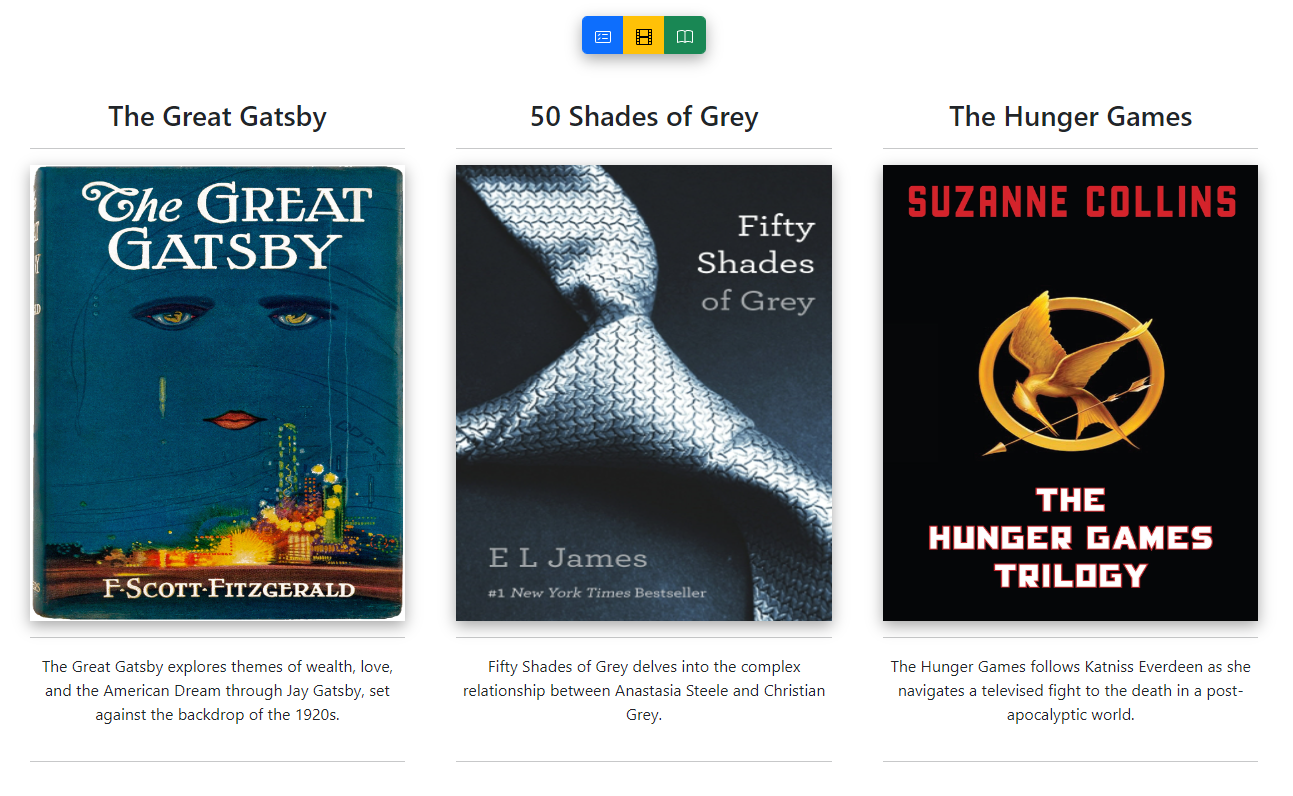 The Great Gatsby
The GREAT
GATSBY
F·SCOTT·FITZGERALD
The Great Gatsby explores themes of wealth, love,
and the American Dream through Jay Gatsby, set
against the backdrop of the 1920s.
50 Shades of Grey
Fifty
Shades
of Grey
E L James
#1 New York Times Bestseller
Fifty Shades of Grey delves into the complex
relationship between Anastasia Steele and Christian
Grey.
The Hunger Games
SUZANNE COLLINS
THE
HUNGER GAMES
TRILOGY
The Hunger Games follows Katniss Everdeen as she
navigates a televised fight to the death in a post-
apocalyptic world.